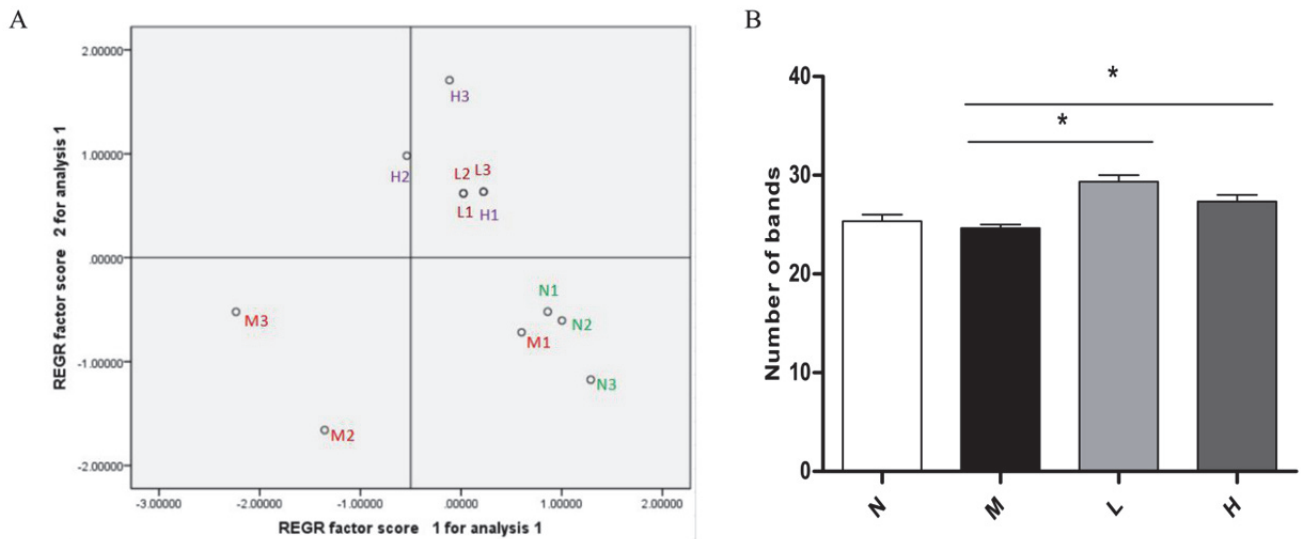 A
2.00000
1.00000
.00000
-1.00000
-2.00000
REGR factor score 2 for analysis 1
H3
H2
L2 L3
L1 H1
N1
N2
M1
N3
M3
M2
-3.00000 -2.00000 -1.00000 .00000 1.00000 2.00000
REGR factor score 1 for analysis 1
B
40
30
20
10
0
Number of bands
*
*
N M L H